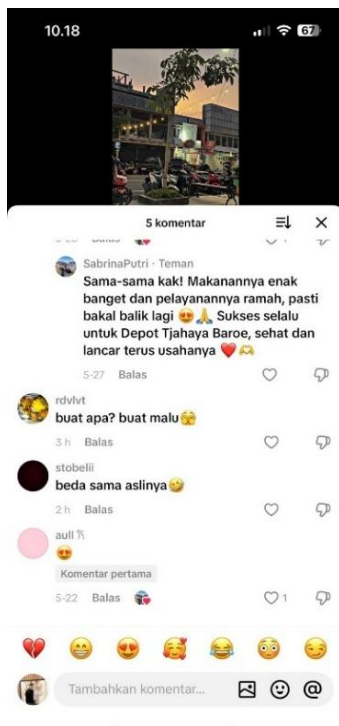 10.18
67
5 komentar
Balas
SabrinaPutri · Teman
Sama-sama kak! Makanannya enak
banget dan pelayanannya ramah, pasti
bakal balik lagi 😍🙏 Sukses selalu
untuk Depot Tjahaya Baroe, sehat dan
lancar terus usahanya ❤️🫶
5-27 Balas
rdvlvt
buat apa? buat malu🫣
3 h Balas
stobelii
beda sama aslinya🤪
2 h Balas
aull
😍
Komentar pertama
5-22 Balas
1
Tambahkan komentar...